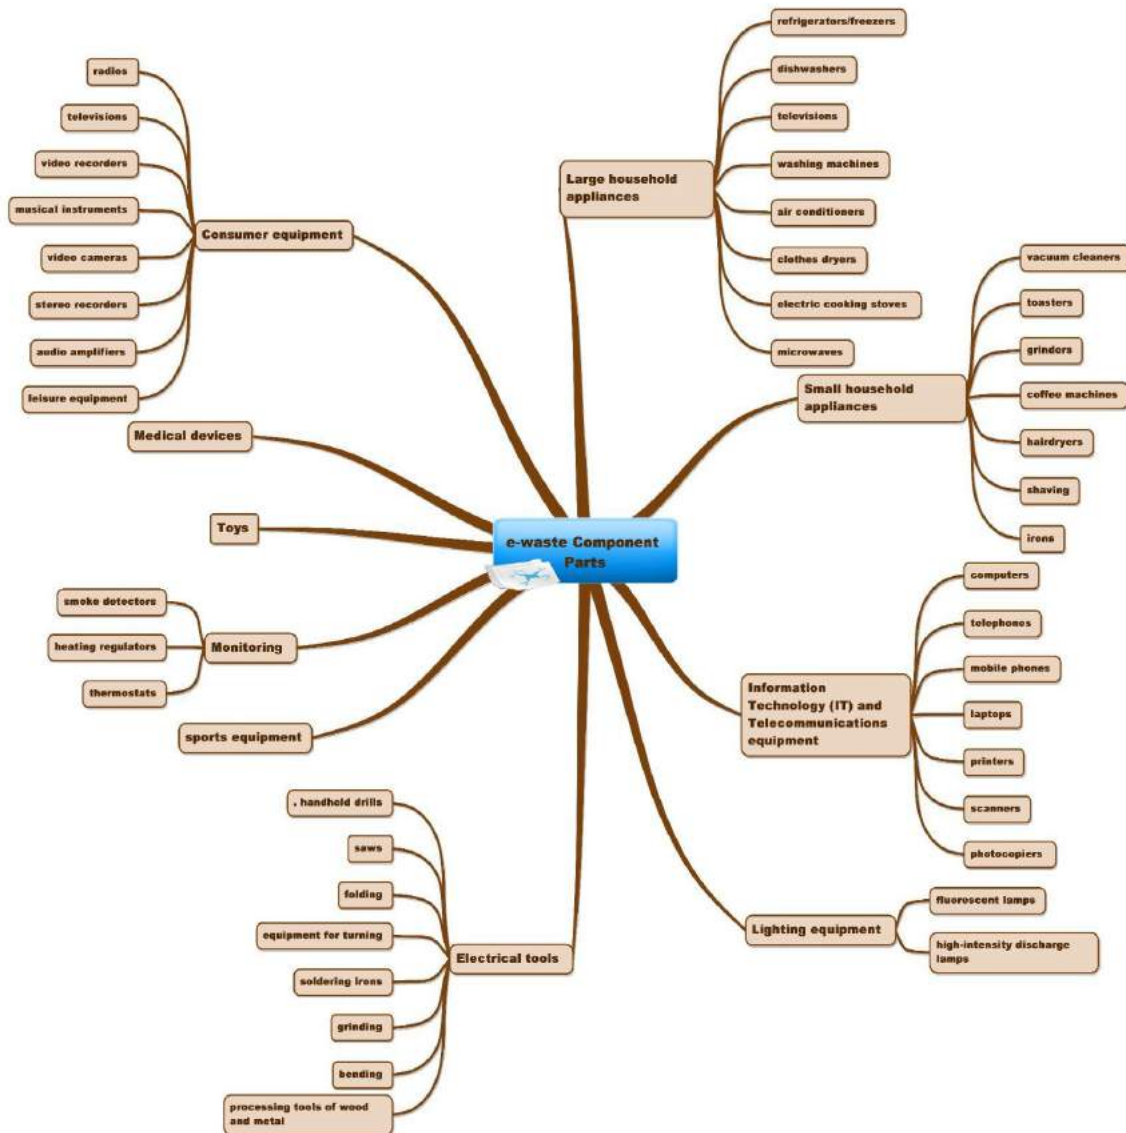 e-waste Component
Parts
Large household
appliances
refrigerators/freezers
dishwashers
televisions
washing machines
air conditioners
clothes dryers
electric cooking stoves
microwaves
Small household
appliances
vacuum cleaners
toasters
grinders
coffee machines
hairdryers
shaving
irons
Information
Technology (IT) and
Telecommunications
equipment
computers
telephones
mobile phones
laptops
printers
scanners
photocopiers
Lighting equipment
fluorescent lamps
high-intensity discharge
lamps
Electrical tools
, handheld drills
saws
folding
equipment for turning
soldering irons
grinding
bending
processing tools of wood
and metal
sports equipment
Monitoring
smoke detectors
heating regulators
thermostats
Toys
Medical devices
Consumer equipment
radios
televisions
video recorders
musical instruments
video cameras
stereo recorders
audio amplifiers
leisure equipment